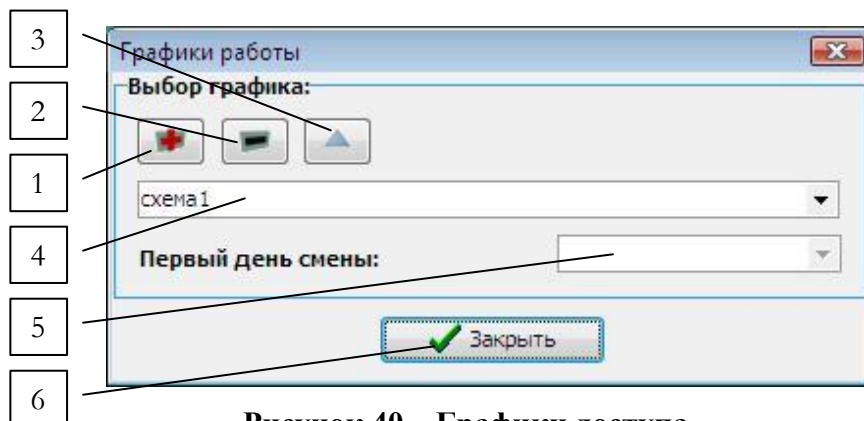 3
Графики работы
Выбор графика:
2
1
схема1
4
Первый день смены:
5
Закрыть
6
Рисунок 40 – Графики доступа